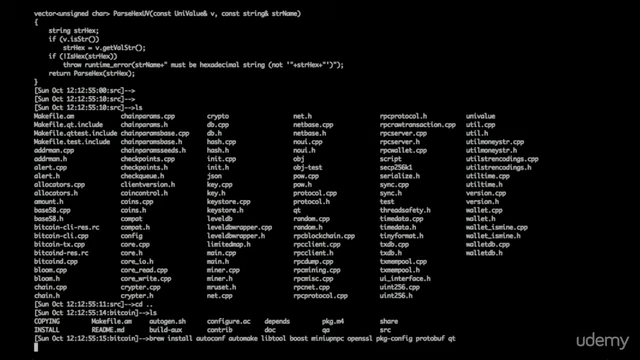 vector<unsigned char> ParseHexUV(const UniValue& v, const string& strName)
{
string strHex;
if (v.isStr())
strHex = v.getValStr();
if (!IsHex(strHex))
throw runtime_error(strName+" must be hexadecimal string (not '"+strHex+"')");
return ParseHex(strHex);
}
[Sun Oct 12:12:55:00:src]-->
[Sun Oct 12:12:55:10:src]-->
[Sun Oct 12:12:55:10:src]-->ls
Makefile.am chainparams.cpp crypto net.h rpcprotocol.h univalue
Makefile.qt.include chainparams.h db.cpp netbase.cpp rpcrawtransaction.cpp util.cpp
Makefile.qttest.include chainparamsbase.cpp db.h netbase.h rpcserver.cpp util.h
Makefile.test.include chainparamsbase.h hash.cpp noui.cpp rpcserver.h utilmoneystr.cpp
addrman.cpp chainparamsseeds.h hash.h noui.h rpcwallet.cpp utilmoneystr.h
addrman.h checkpoints.cpp init.cpp obj script utilstrencodings.cpp
alert.cpp checkpoints.h init.h obj-test secp256k1 utilstrencodings.h
alert.h checkqueue.h json pow.cpp serialize.h utiltime.cpp
allocators.cpp clientversion.h key.cpp pow.h sync.cpp utiltime.h
allocators.h coincontrol.h key.h protocol.cpp sync.h version.cpp
amount.h coins.cpp keystore.cpp protocol.h test version.h
base58.cpp coins.h keystore.h qt threadsafety.h wallet.cpp
base58.h compat leveldb random.cpp timedata.cpp wallet.h
bitcoin-cli-res.rc compat.h leveldbwrapper.cpp random.h timedata.h wallet_ismine.cpp
bitcoin-cli.cpp config leveldbwrapper.h rpcblockchain.cpp tinyformat.h wallet_ismine.h
bitcoin-tx.cpp core.cpp limitedmap.h rpcclient.cpp txdb.cpp walletdb.cpp
bitcoind-res.rc core.h main.cpp rpcclient.h txdb.h walletdb.h
bitcoind.cpp core_io.h main.h rpcdump.cpp txmempool.cpp
bloom.cpp core_read.cpp miner.cpp rpcmining.cpp txmempool.h
bloom.h core_write.cpp miner.h rpcmisc.cpp ui_interface.h
chain.cpp crypter.cpp mruset.h rpcnet.cpp uint256.cpp
chain.h crypter.h net.cpp rpcprotocol.cpp uint256.h
[Sun Oct 12:12:55:11:src]-->cd ..
[Sun Oct 12:12:55:14:bitcoin]-->ls
COPYING Makefile.am autogen.sh configure.ac depends pkg.m4 share
INSTALL README.md build-aux contrib doc qa src
[Sun Oct 12:12:55:15:bitcoin]-->brew install autoconf automake libtool boost miniupnpc openssl pkg-config protobuf qt
udemy